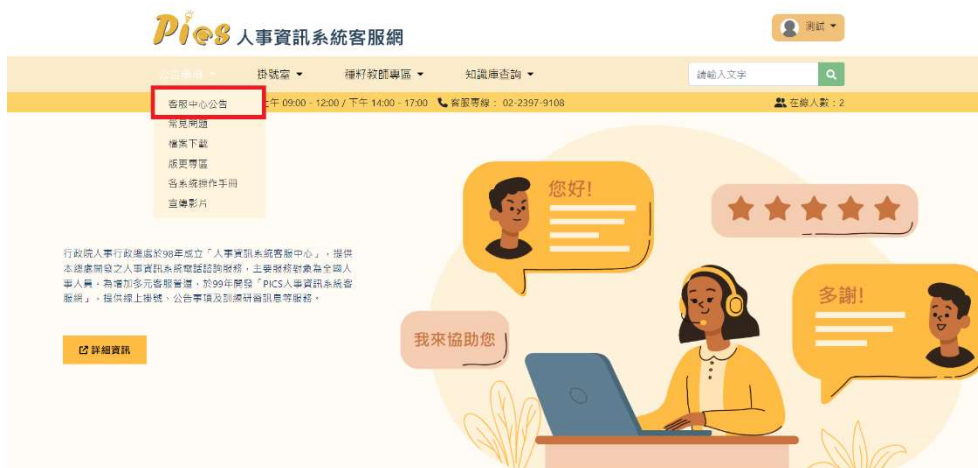 Pics 人事資訊系統客服網
測試
公告事項
掛號室
種籽教師專區
知識庫查詢
請輸入文字
上午 09:00 - 12:00 / 下午 14:00 - 17:00 客服專線： 02-2397-9108
在線人數：2
客服中心公告
常見問題
檔案下載
版更專區
各系統操作手冊
宣傳影片
您好!
行政院人事行政總處於98年成立「人事資訊系統客服中心」，提供
本總處開發之人事資訊系統電話諮詢服務，主要服務對象為全國人
事人員，為增加多元客服管道，於99年開發「PICS人事資訊系統客
服網」，提供線上掛號、公告事項及訓練研習訊息等服務。
多謝!
我來協助您
詳細資訊